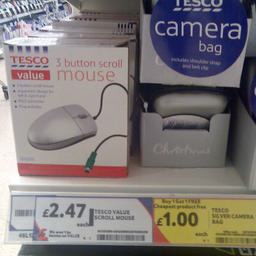 TESCO
value
3 button scroll
mouse
TESCO
camera
bag
includes shoulder strap
and belt clip
Christmas
£2.47
each
TESCO VALUE
SCROLL MOUSE
Buy 1 Get 1 FREE
Cheapest product free
£1.00
each
TESCO
SILVER CAMERA
BAG